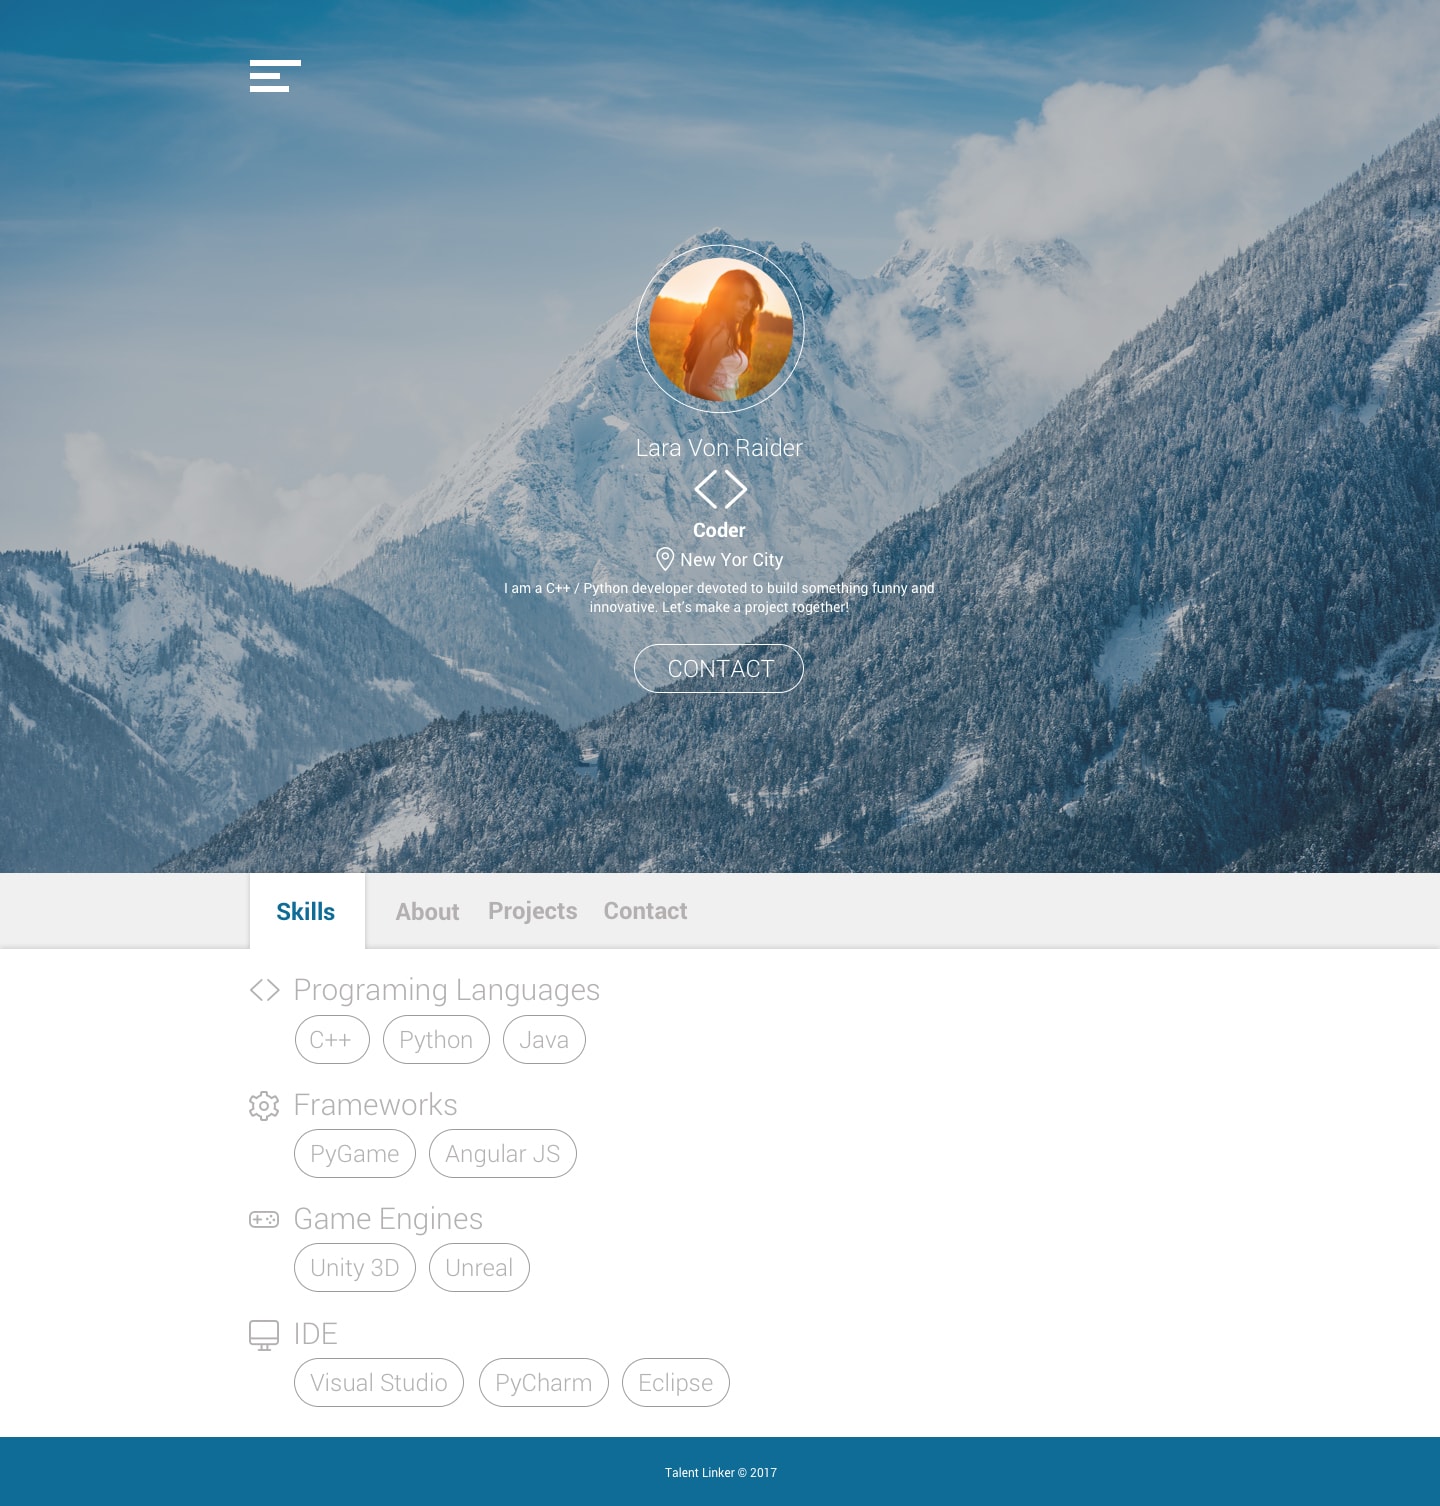 Lara Von Raider
Coder
New Yor City
I am a C++ / Python developer devoted to build something funny and
innovative. Let's make a project together!
CONTACT
Skills About Projects Contact
Programing Languages
C++ Python Java
Frameworks
PyGame Angular JS
Game Engines
Unity 3D Unreal
IDE
Visual Studio PyCharm Eclipse
Talent Linker © 2017